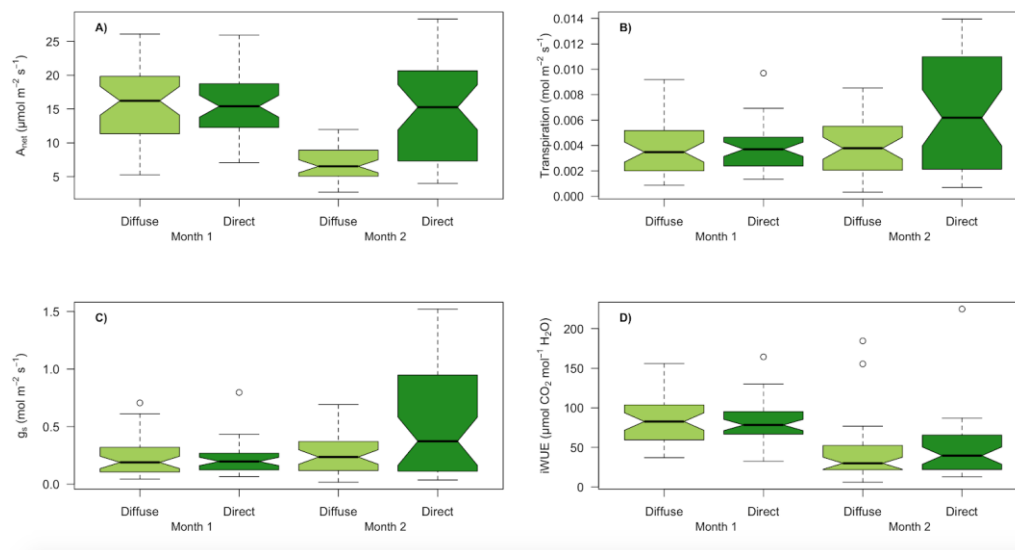 A)
A_net (μmol m⁻² s⁻¹)
25
20
15
10
5
Diffuse Direct Diffuse Direct
Month 1 Month 2
B)
Transpiration (mol m⁻² s⁻¹)
0.014
0.012
0.010
0.008
0.006
0.004
0.002
0.000
Diffuse Direct Diffuse Direct
Month 1 Month 2
C)
g_s (mol m⁻² s⁻¹)
1.5
1.0
0.5
0.0
Diffuse Direct Diffuse Direct
Month 1 Month 2
D)
iWUE (μmol CO₂ mol⁻¹ H₂O)
200
150
100
50
0
Diffuse Direct Diffuse Direct
Month 1 Month 2